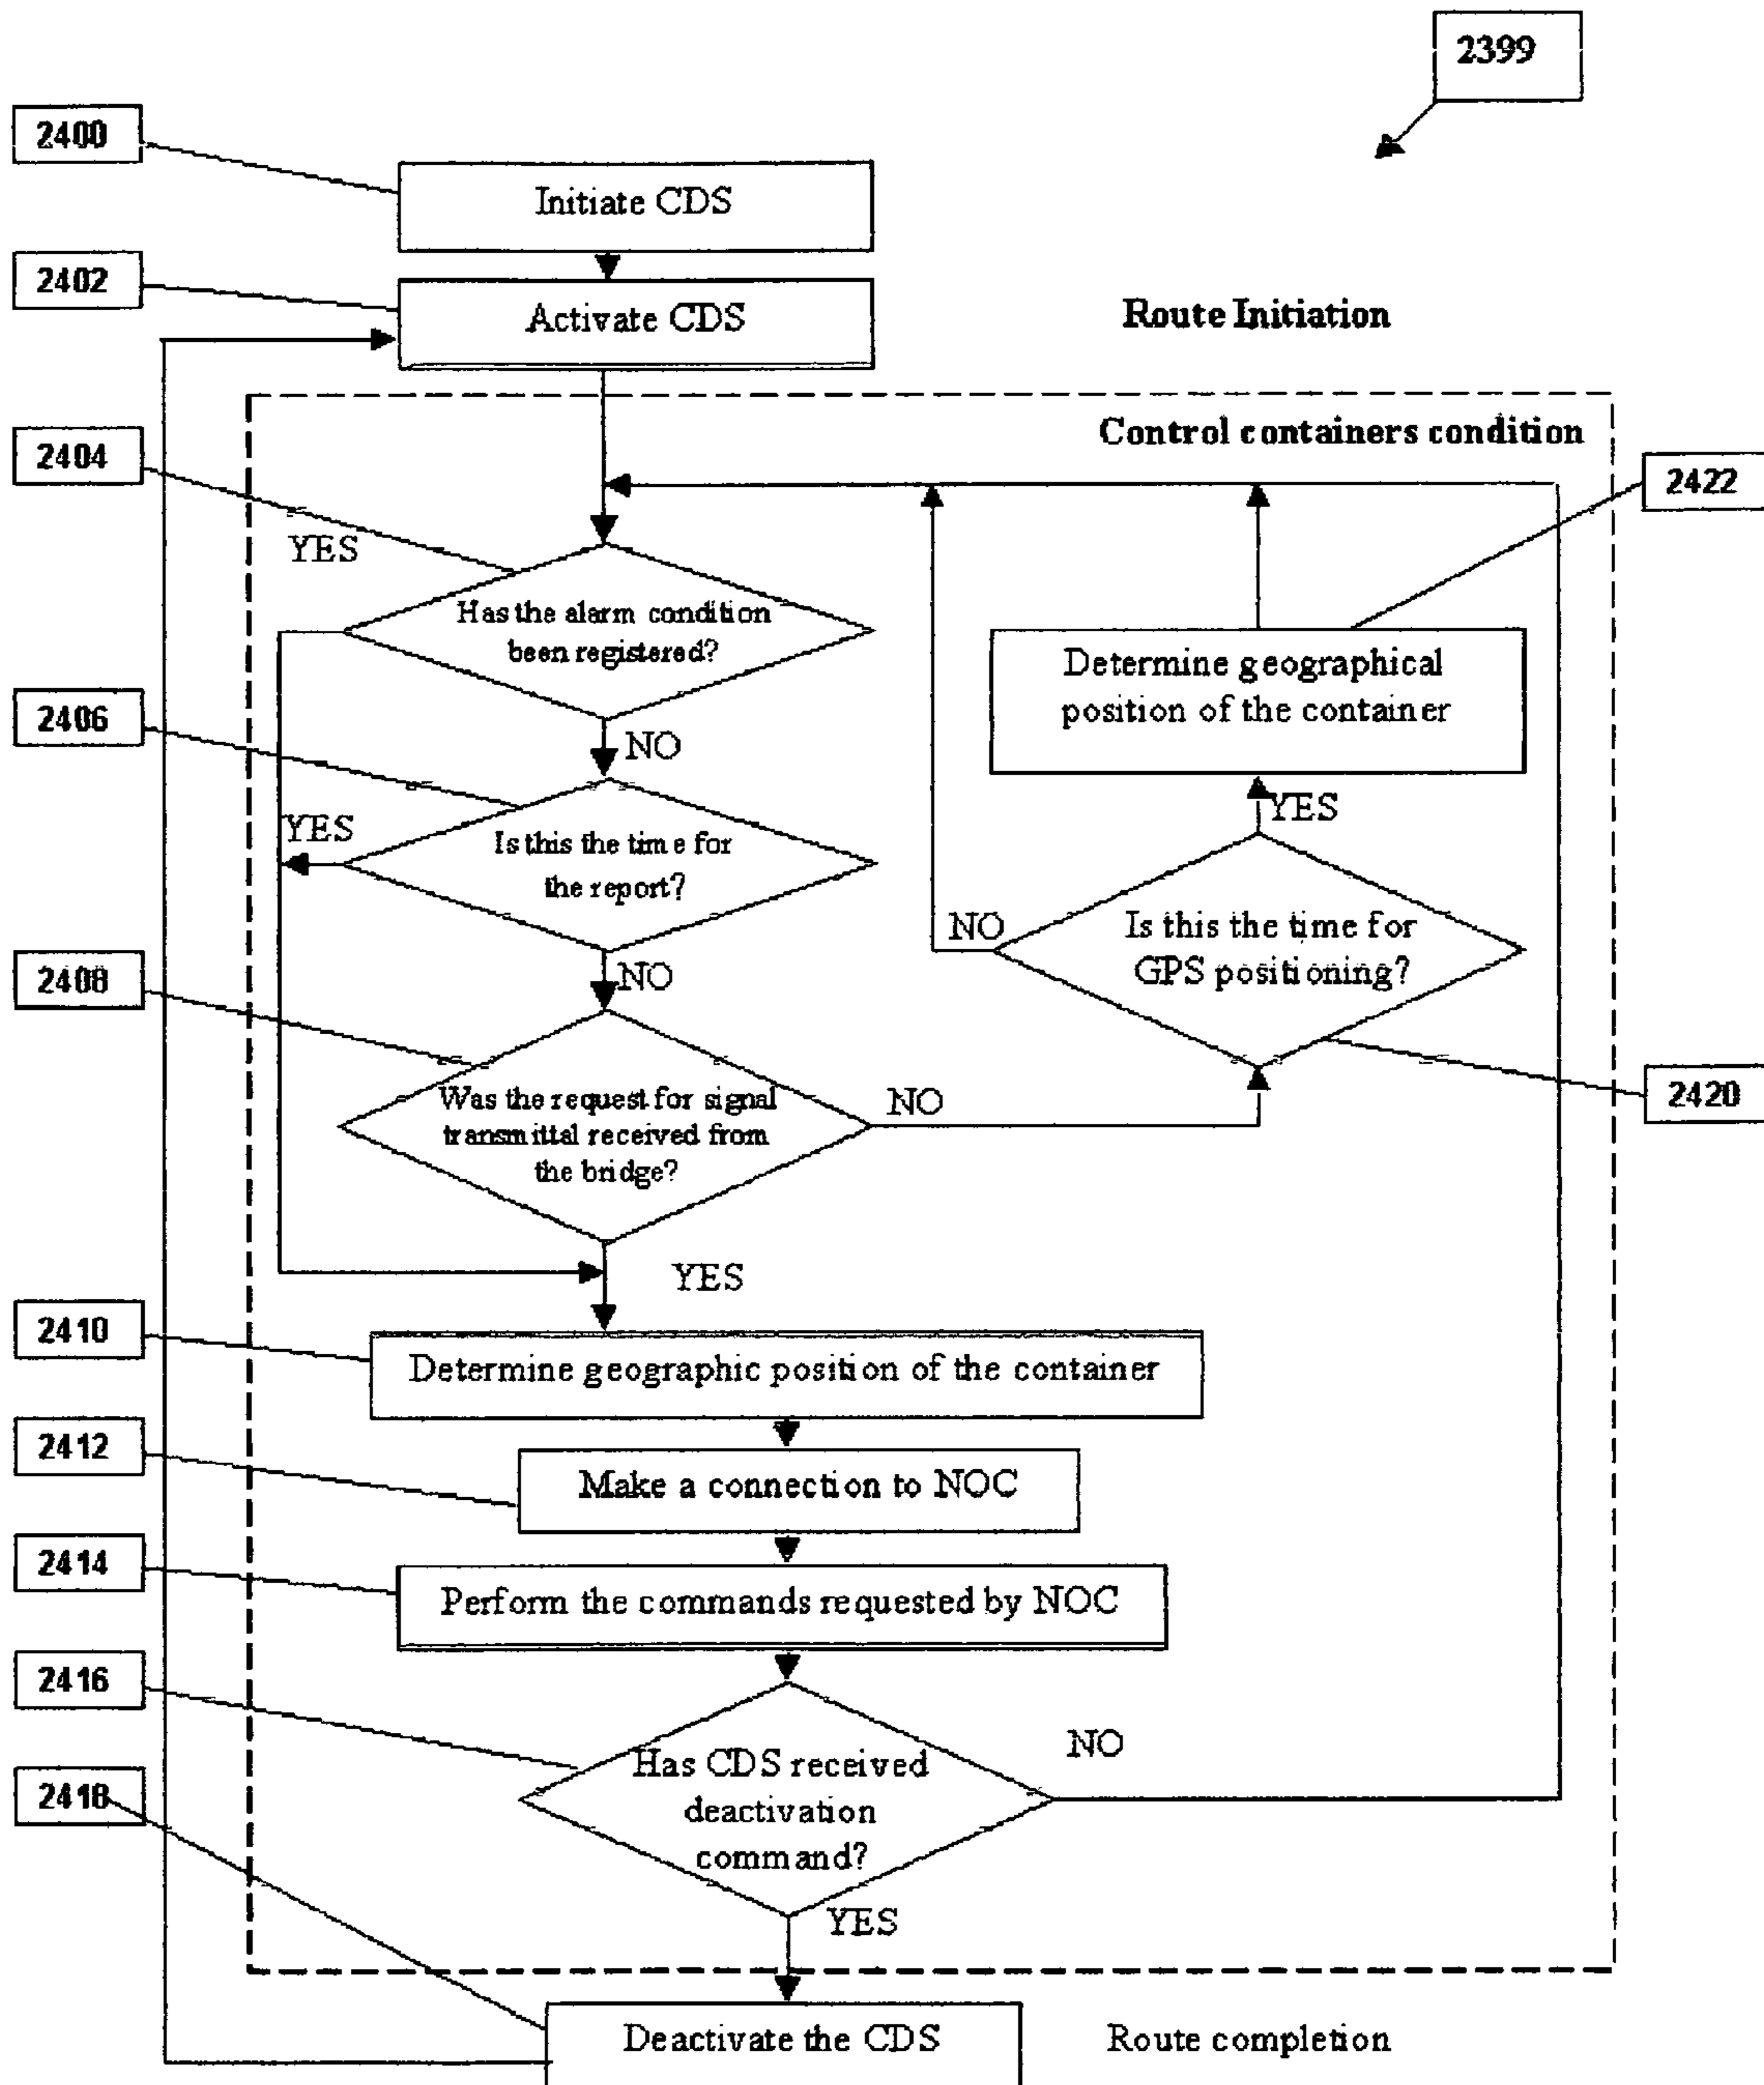 2399
2400
Initiate CDS
2402
Activate CDS
Route Initiation
Control containers condition
2404
2422
YES
Has the alarm condition
been registered?
Determine geographical
position of the container
2406
NO
YES
YES
Is this the time for
the report?
NO
Is this the time for
GPS positioning?
2408
NO
2420
Was the request for signal
transmittal received from
the bridge?
NO
YES
2410
Determine geographic position of the container
2412
Make a connection to NOC
2414
Perform the commands requested by NOC
2416
NO
Has CDS received
deactivation
command?
2418
YES
Deactivate the CDS
Route completion